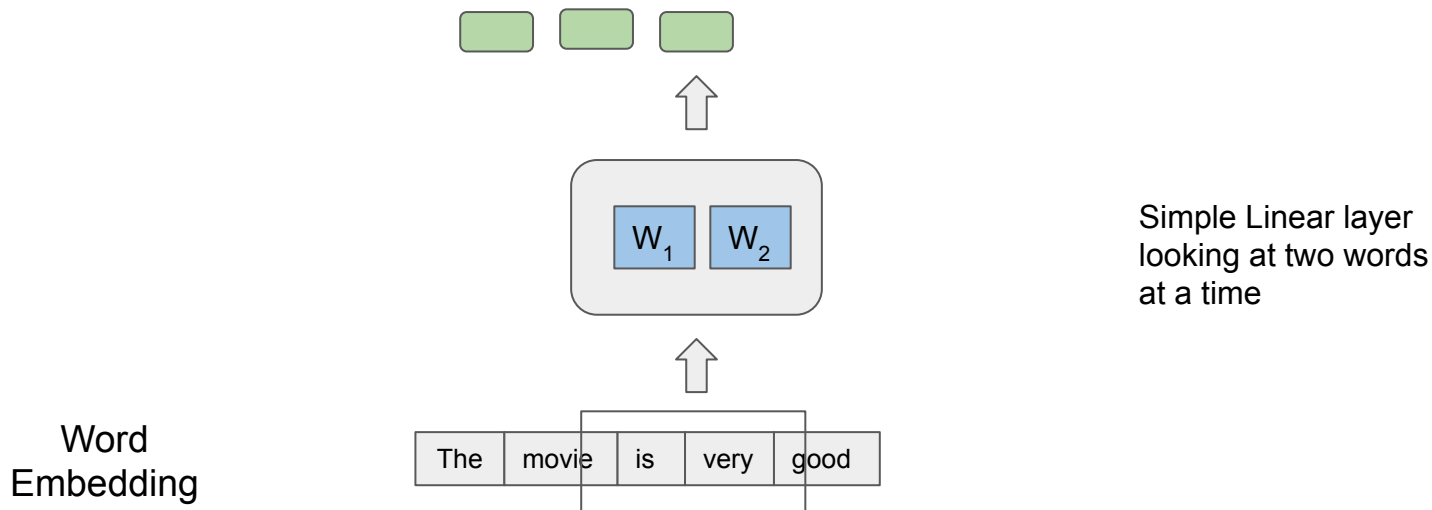 W₁ W₂
Simple Linear layer
looking at two words
at a time
Word
Embedding
The movie is very good